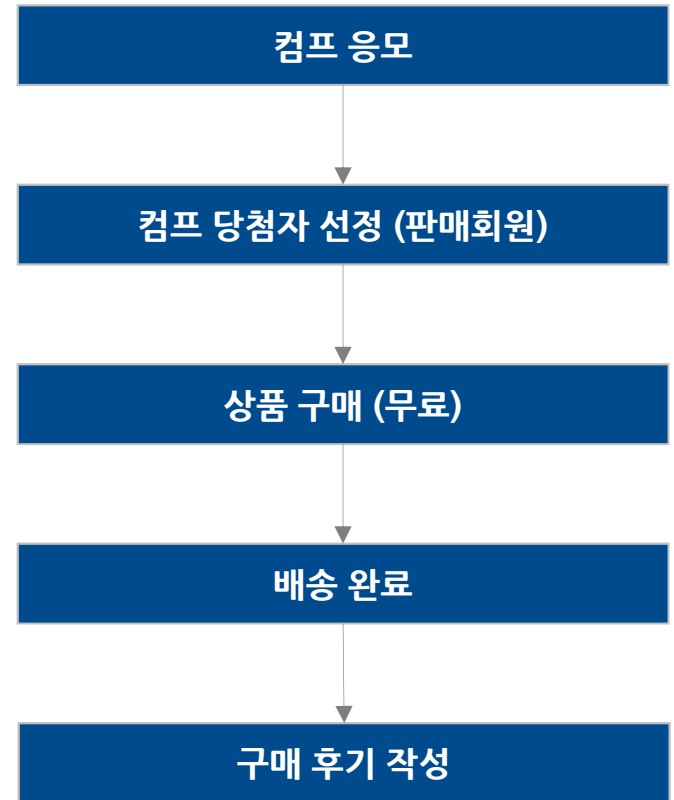 컴프 응모
컴프 당첨자 선정 (판매회원)
상품 구매 (무료)
배송 완료
구매 후기 작성